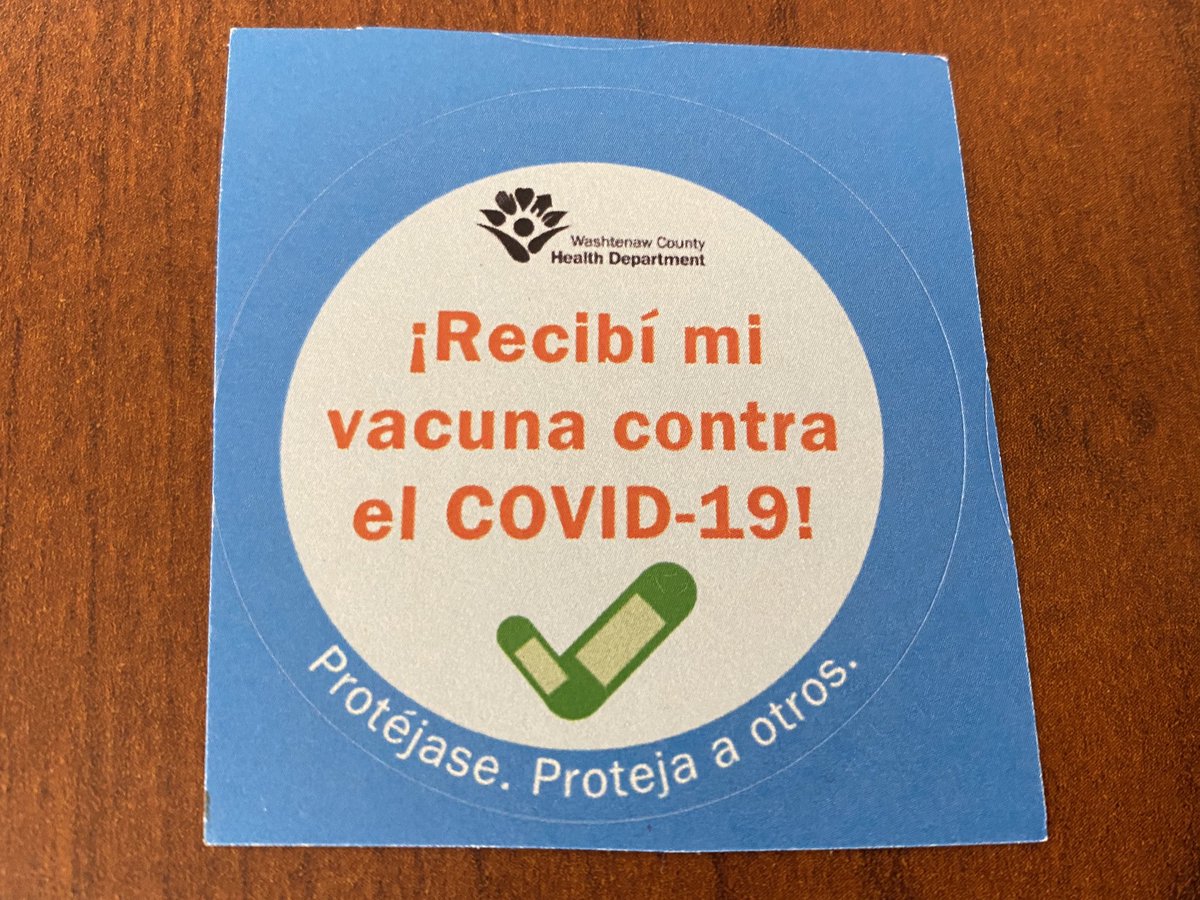 Washtenaw County
Health Department
¡Recibí mi
vacuna contra
el COVID-19!
Protéjase. Proteja a otros.